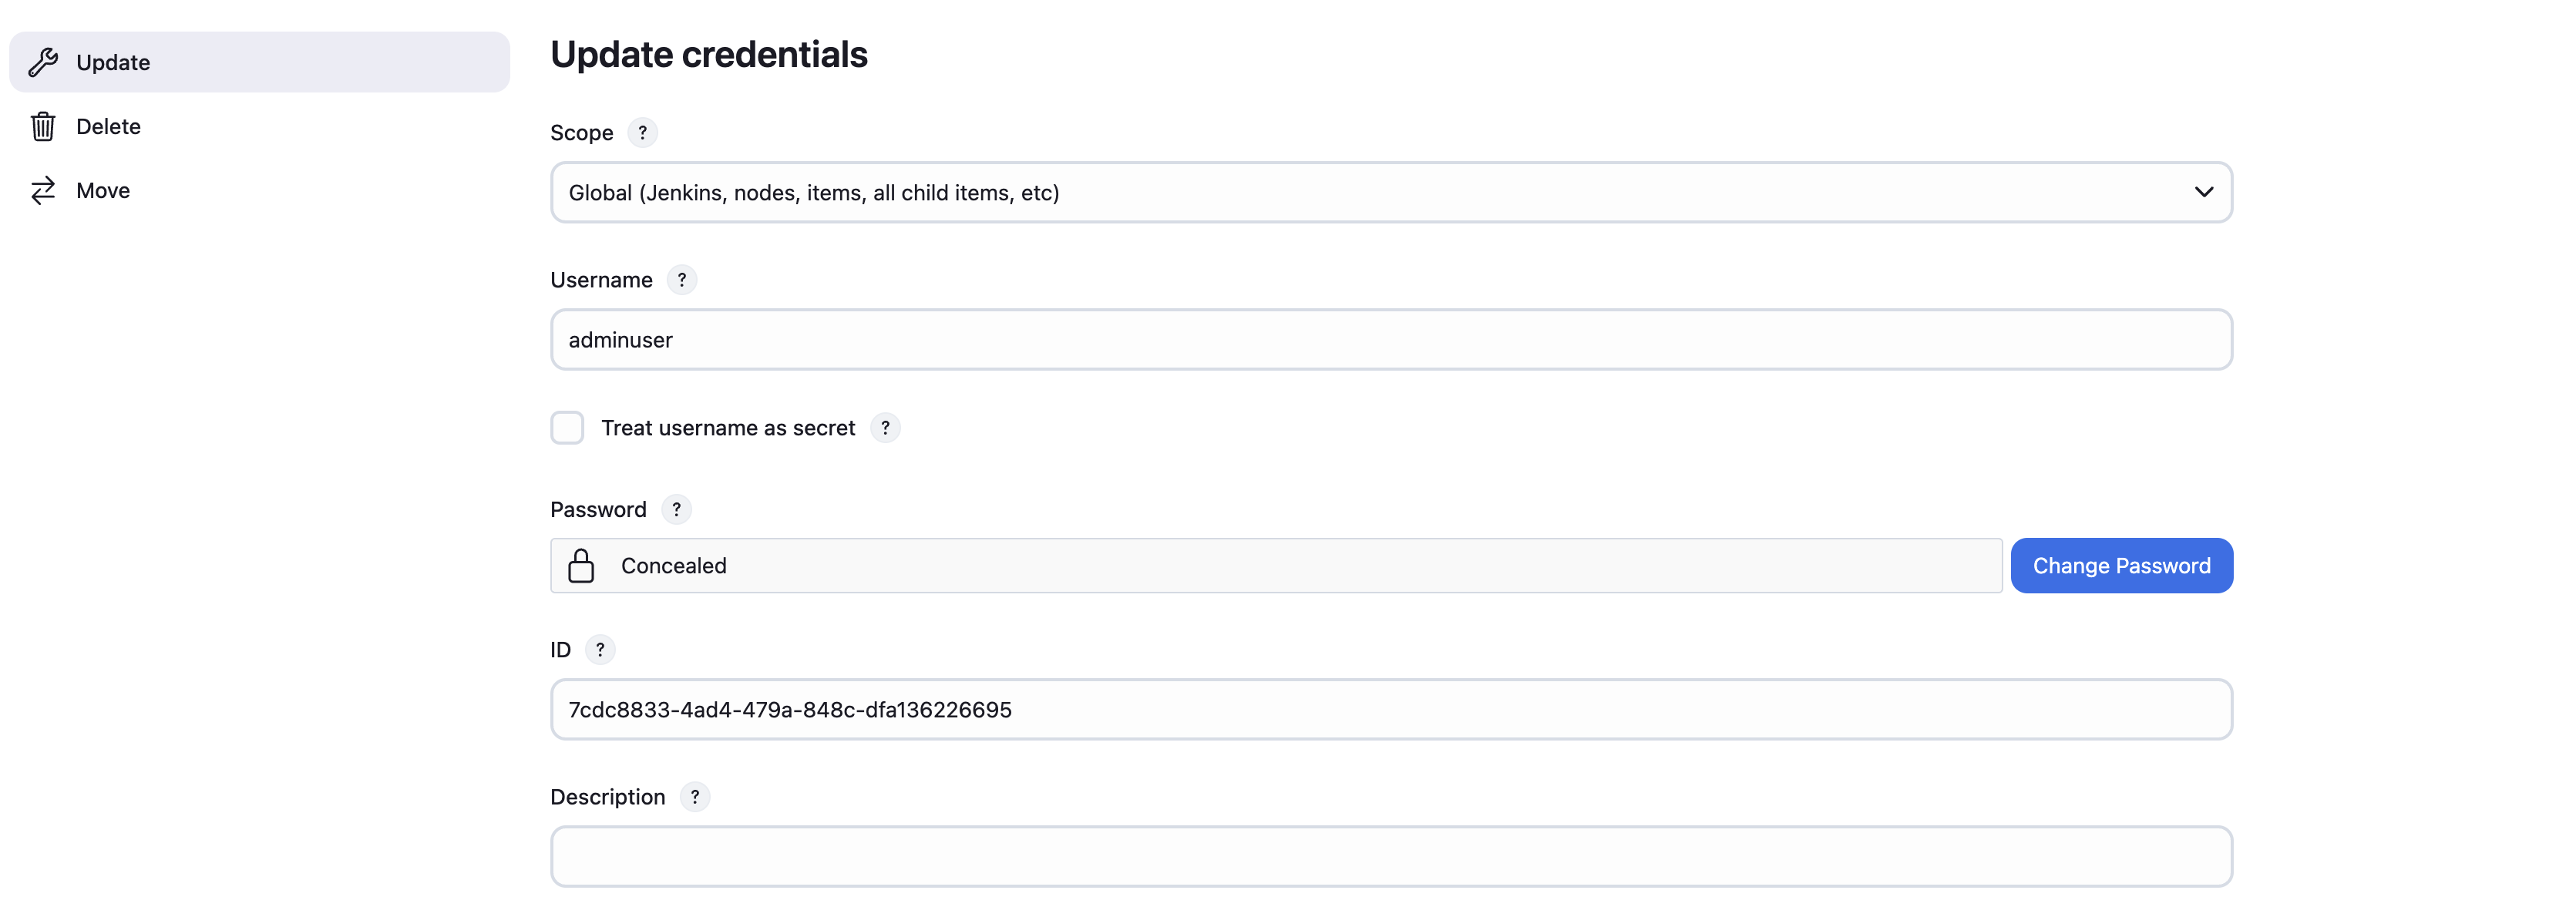 Update
Delete
Move
Update credentials
Scope ?
Global (Jenkins, nodes, items, all child items, etc)
Username ?
adminuser
Treat username as secret ?
Password ?
Concealed
Change Password
ID ?
7cdc8833-4ad4-479a-848c-dfa136226695
Description ?